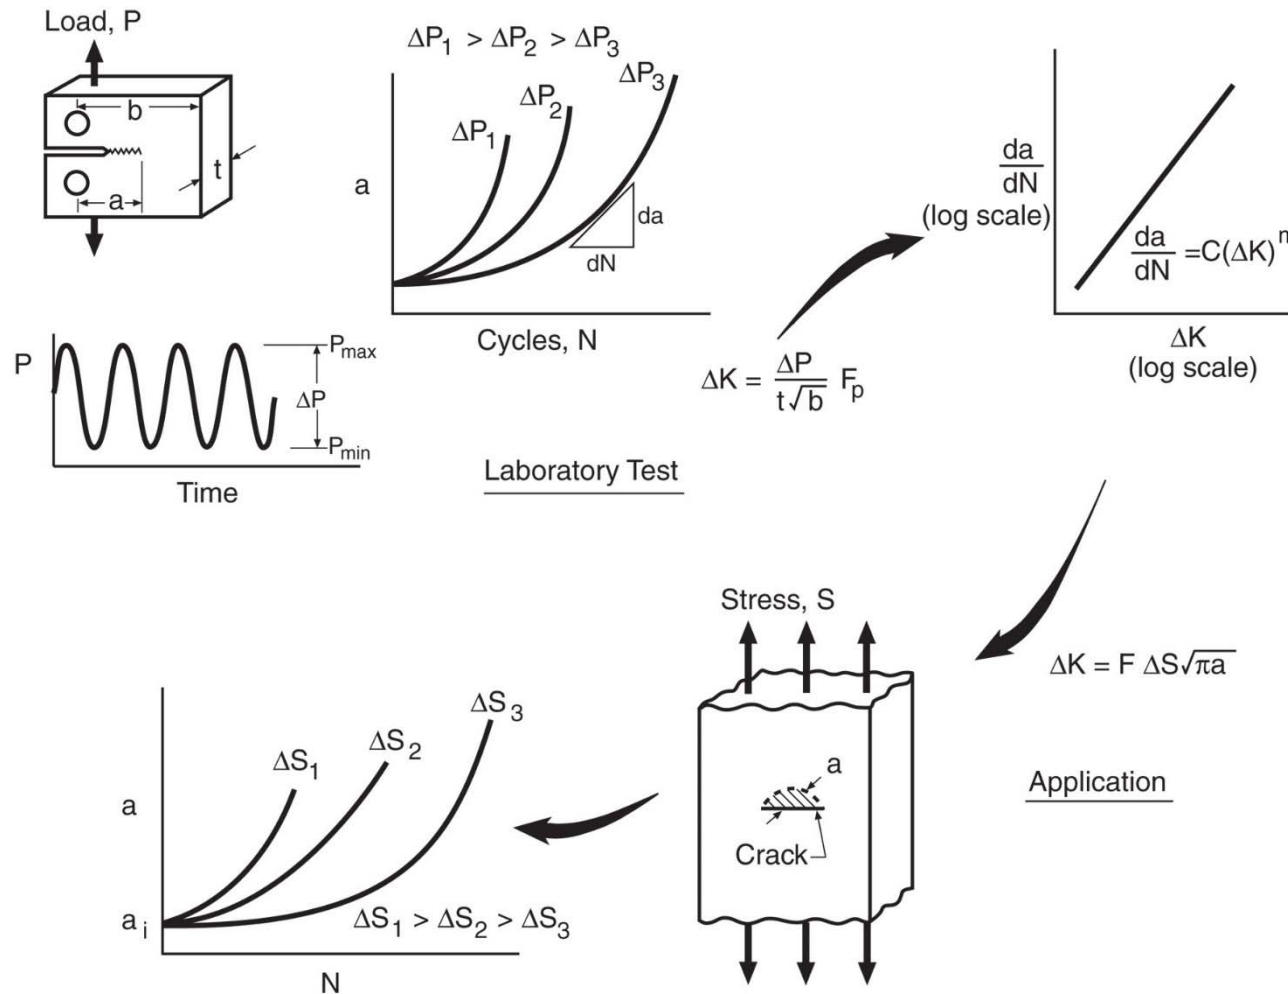 Load, P
b
t
a
ΔP₁ > ΔP₂ > ΔP₃
ΔP₁
ΔP₂
ΔP₃
a
da
dN
Cycles, N
P
Pmax
ΔP
Pmin
Time
ΔK = ΔP / t√b Fp
Laboratory Test
da/dN
(log scale)
da/dN =C(ΔK)ᵐ
ΔK
(log scale)
Stress, S
ΔK = F ΔS√πa
Application
a
Crack
ΔS₁
ΔS₂
ΔS₃
a
aᵢ
ΔS₁ > ΔS₂ > ΔS₃
N